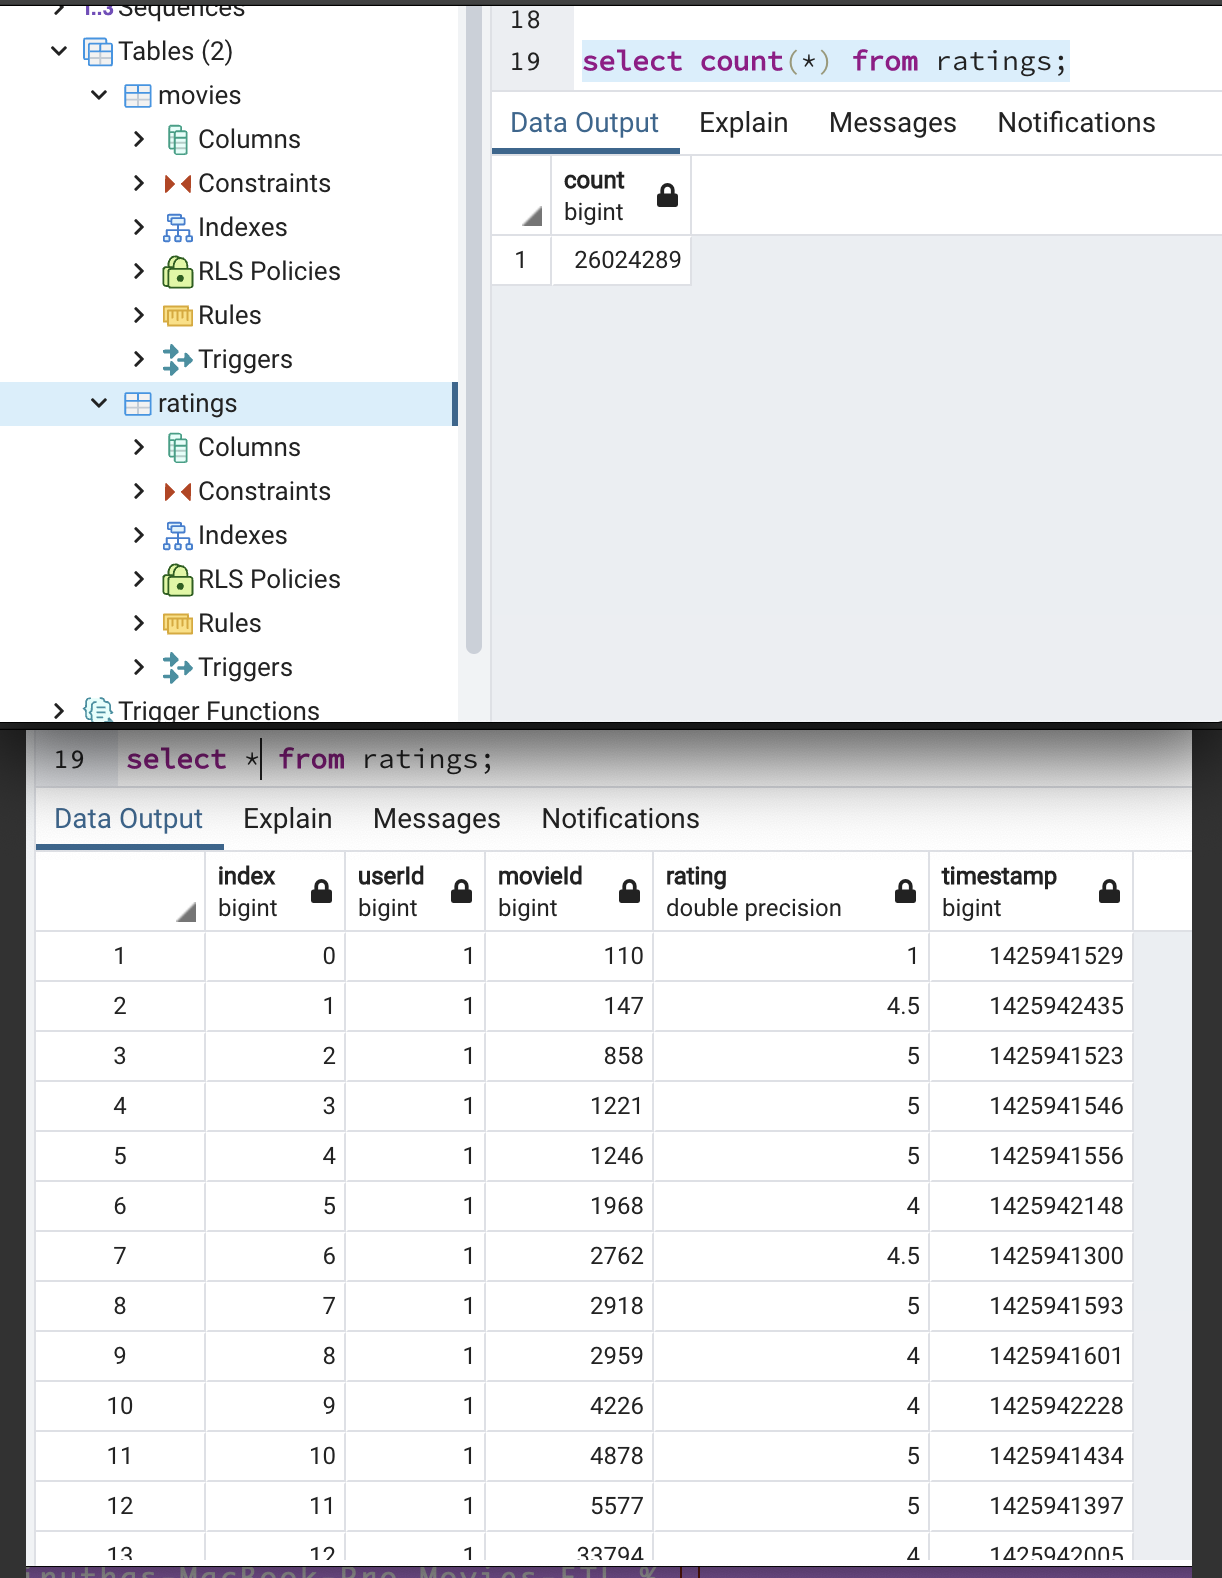 1..3 Sequences
Tables (2)
movies
Columns
Constraints
Indexes
RLS Policies
Rules
Triggers
ratings
Columns
Constraints
Indexes
RLS Policies
Rules
Triggers
Trigger Functions
18
19 select count(*) from ratings;
Data Output Explain Messages Notifications
count
bigint
1 26024289
19 select * from ratings;
Data Output Explain Messages Notifications
index userId movieId rating timestamp
bigint bigint bigint double precision bigint
1 0 1 110 1 1425941529
2 1 1 147 4.5 1425942435
3 2 1 858 5 1425941523
4 3 1 1221 5 1425941546
5 4 1 1246 5 1425941556
6 5 1 1968 4 1425942148
7 6 1 2762 4.5 1425941300
8 7 1 2918 5 1425941593
9 8 1 2959 4 1425941601
10 9 1 4226 4 1425942228
11 10 1 4878 5 1425941434
12 11 1 5577 5 1425941397
13 12 1 33794 4 1425942005
MacBook Pro Movies ETL %